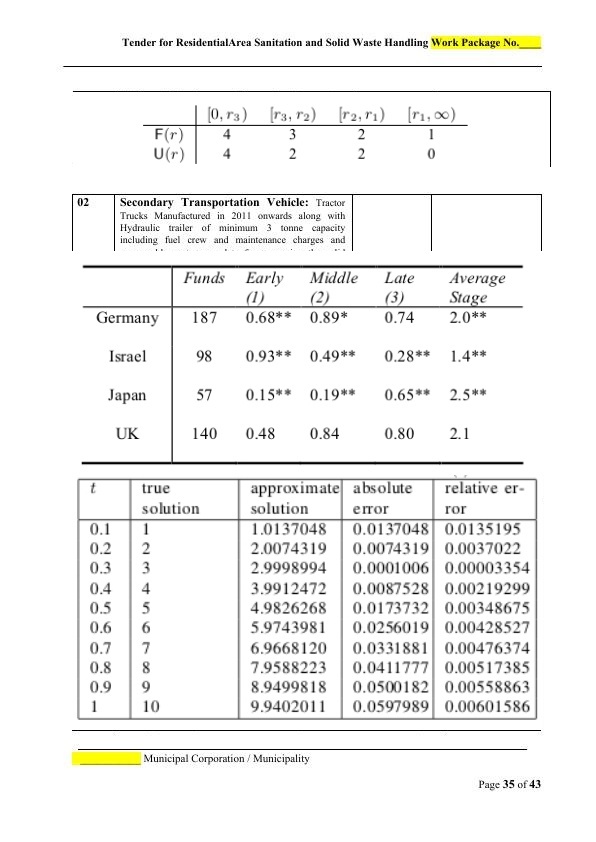 Tender for ResidentialArea Sanitation and Solid Waste Handling Work Package No.____
[0, r₃) [r₃, r₂) [r₂, r₁) [r₁, ∞)
F(r) 4 3 2 1
U(r) 4 2 2 0
02 Secondary Transportation Vehicle: Tractor
Trucks Manufactured in 2011 onwards along with
Hydraulic trailer of minimum 3 tonne capacity
including fuel crew and maintenance charges and
Funds Early Middle Late Average
(1) (2) (3) Stage
Germany 187 0.68** 0.89* 0.74 2.0**
Israel 98 0.93** 0.49** 0.28** 1.4**
Japan 57 0.15** 0.19** 0.65** 2.5**
UK 140 0.48 0.84 0.80 2.1
t true approximate absolute relative er-
solution solution error ror
0.1 1 1.0137048 0.0137048 0.0135195
0.2 2 2.0074319 0.0074319 0.0037022
0.3 3 2.9998994 0.0001006 0.00003354
0.4 4 3.9912472 0.0087528 0.00219299
0.5 5 4.9826268 0.0173732 0.00348675
0.6 6 5.9743981 0.0256019 0.00428527
0.7 7 6.9668120 0.0331881 0.00476374
0.8 8 7.9588223 0.0411777 0.00517385
0.9 9 8.9499818 0.0500182 0.00558863
1 10 9.9402011 0.0597989 0.00601586
___________ Municipal Corporation / Municipality
Page 35 of 43